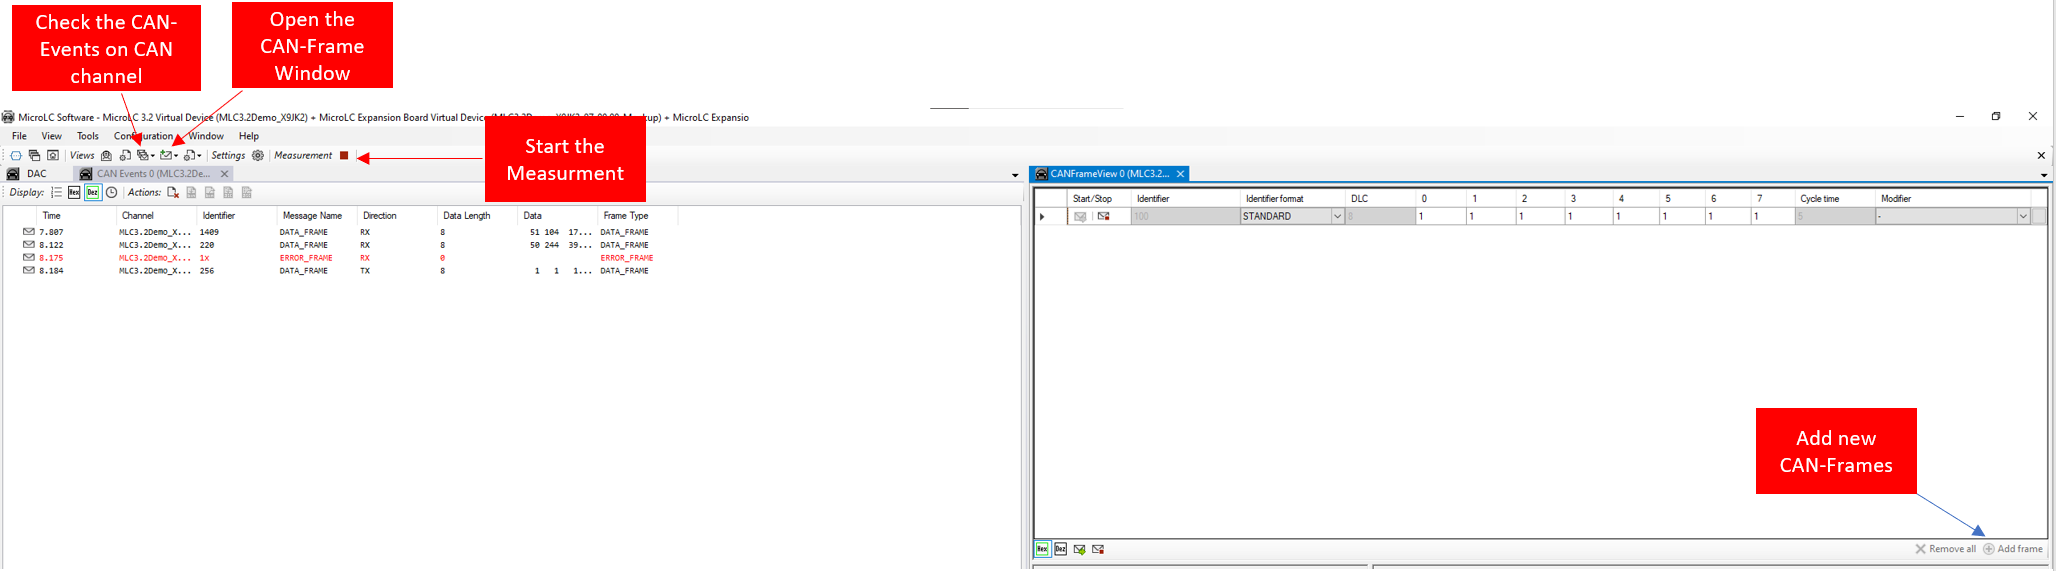 Check the CAN-
Events on CAN
channel
Open the
CAN-Frame
Window
MicroLC Software - MicroLC 3.2 Virtual Device (MLC3.2Demo_X9JK2) + MicroLC Expansion Board Virtual Device + MicroLC Expansio
File View Tools Configuration Window Help
Start the
Measurment
Views Settings Measurement
DAC CAN Events 0 (MLC3.2De...
CANFrameView 0 (MLC3.2...
Display: Hex Dez Actions:
Time Channel Identifier Message Name Direction Data Length Data Frame Type
7.807 MLC3.2Demo_X... 1409 DATA_FRAME RX 8 51 104 17... DATA_FRAME
8.122 MLC3.2Demo_X... 220 DATA_FRAME RX 8 50 244 39... DATA_FRAME
8.175 MLC3.2Demo_X... 1x ERROR_FRAME RX 0 ERROR_FRAME
8.184 MLC3.2Demo_X... 256 DATA_FRAME TX 8 1 1 1... DATA_FRAME
Start/Stop Identifier Identifier format DLC 0 1 2 3 4 5 6 7 Cycle time Modifier
100 STANDARD 8 1 1 1 1 1 1 1 1 5 -
Add new
CAN-Frames
Hex Dez Remove all Add frame